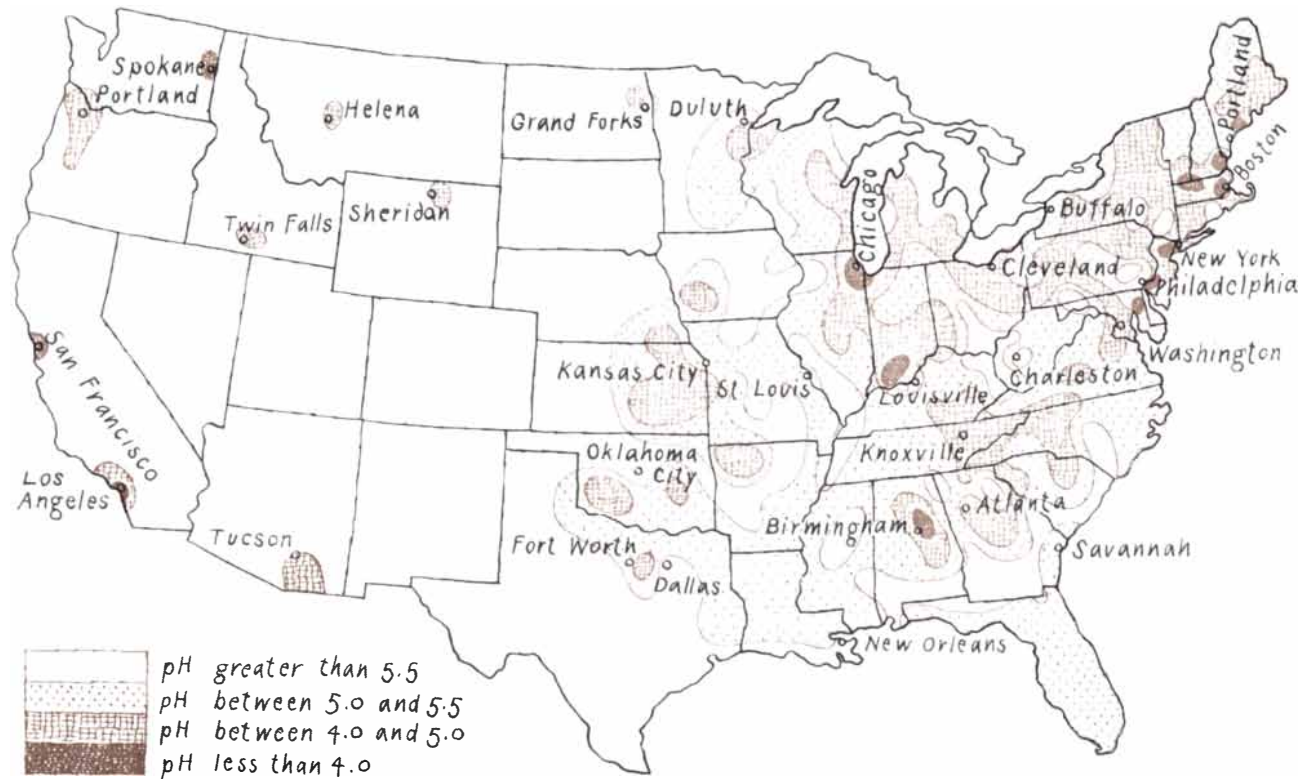 Spokane
Portland
Helena
Grand Forks
Duluth
Portland
Boston
Buffalo
Chicago
Cleveland
New York
Philadelphia
Washington
Twin Falls
Sheridan
San Francisco
Kansas City
St Louis
Louisville
Charleston
Knoxville
Oklahoma
City
Los
Angeles
Tucson
Fort Worth
Dallas
Birmingham
Atlanta
Savannah
New Orleans
pH greater than 5.5
pH between 5.0 and 5.5
pH between 4.0 and 5.0
pH less than 4.0